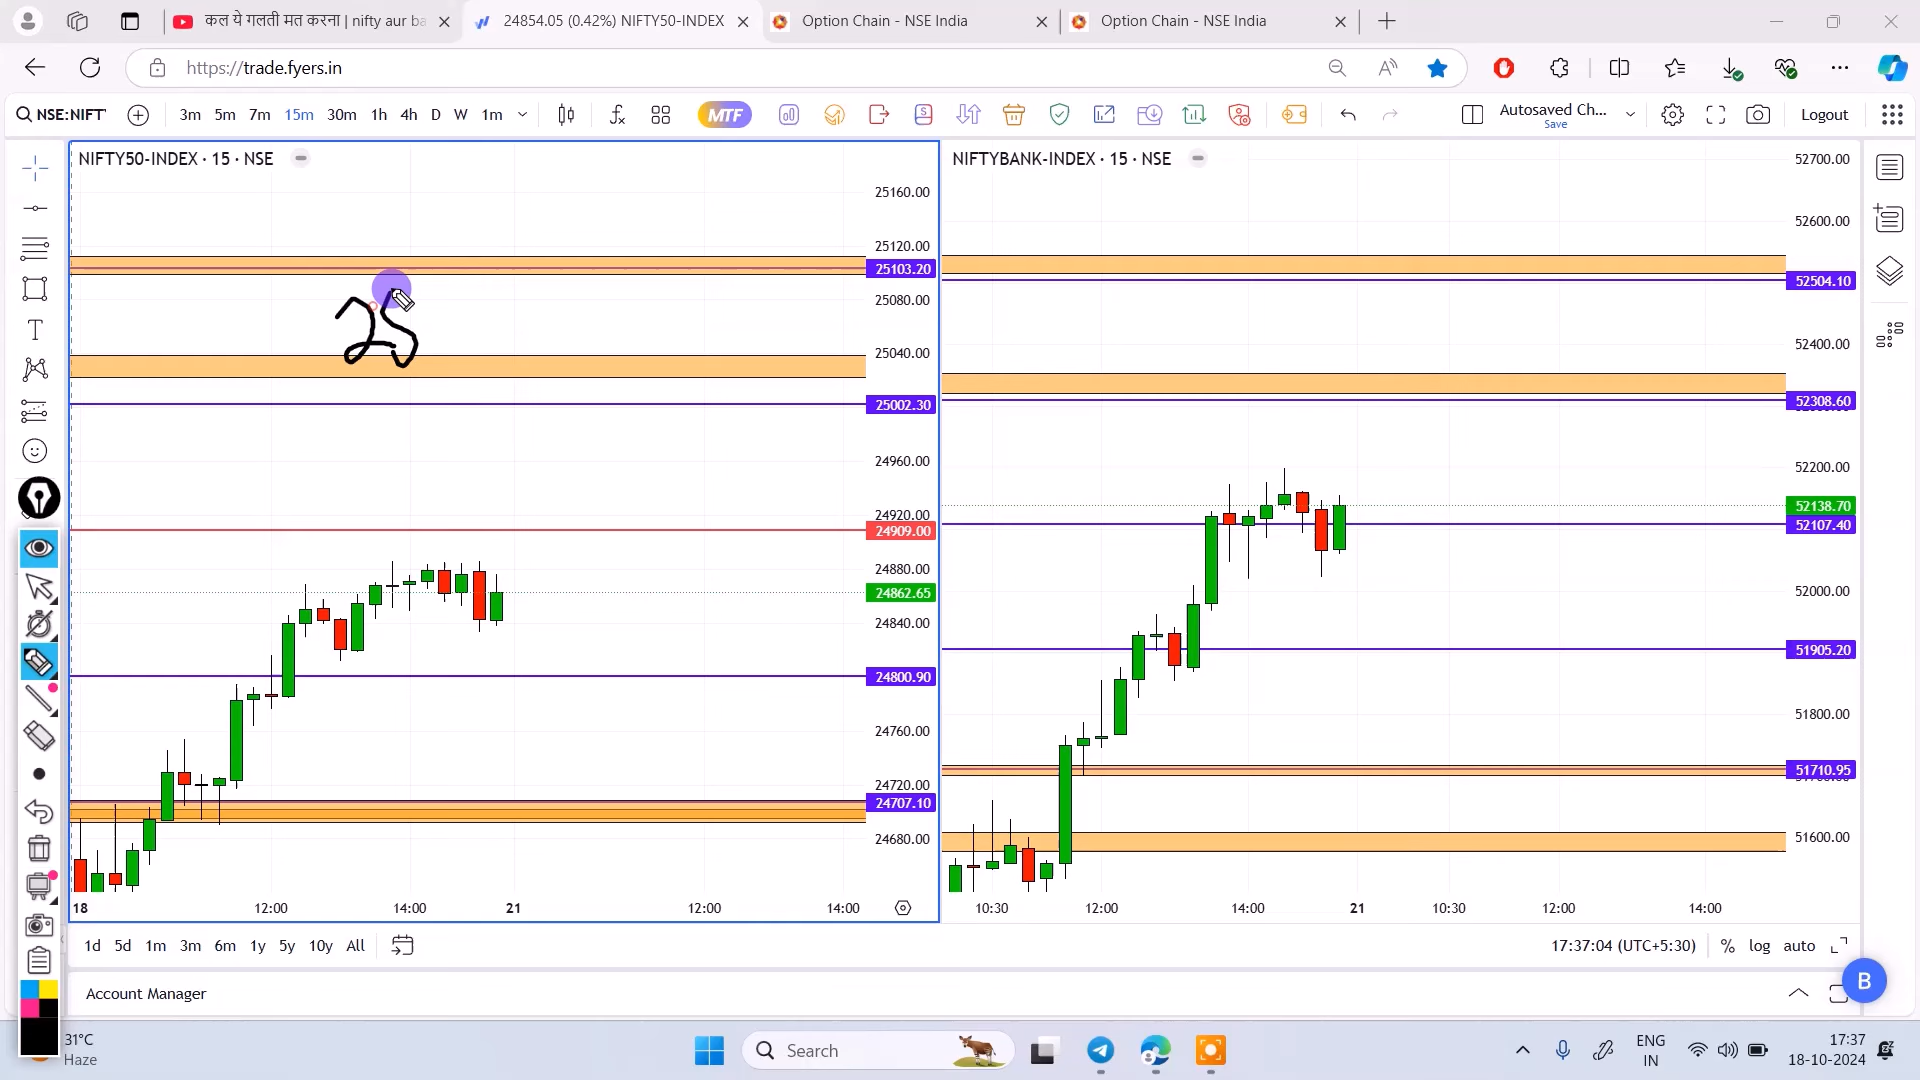 कल ये गलती मत करना | nifty aur ba
24854.05 (0.42%) NIFTY50-INDEX
Option Chain - NSE India
Option Chain - NSE India
https://trade.fyers.in
NSE:NIFT
3m 5m 7m 15m 30m 1h 4h D W 1m
MTF
Autosaved Ch...
Save
Logout
NIFTY50-INDEX · 15 · NSE
25160.00
25120.00
25103.20
25080.00
25
25040.00
25002.30
24960.00
24920.00
24909.00
24880.00
24862.65
24840.00
24800.90
24760.00
24720.00
24707.10
24680.00
18 12:00 14:00 21 12:00 14:00
NIFTYBANK-INDEX · 15 · NSE
52700.00
52600.00
52504.10
52400.00
52308.60
52200.00
52138.70
52107.40
52000.00
51905.20
51800.00
51710.95
51600.00
10:30 12:00 14:00 21 10:30 12:00 14:00
1d 5d 1m 3m 6m 1y 5y 10y All
17:37:04 (UTC+5:30) % log auto
Account Manager
B
31°C
Haze
Search
ENG
IN
17:37
18-10-2024